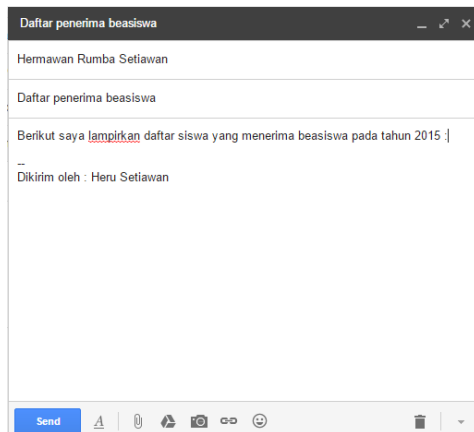 Daftar penerima beasiswa
Hermawan Rumba Setiawan
Daftar penerima beasiswa
Berikut saya lampirkan daftar siswa yang menerima beasiswa pada tahun 2015 :
--
Dikirim oleh : Heru Setiawan
Send
A